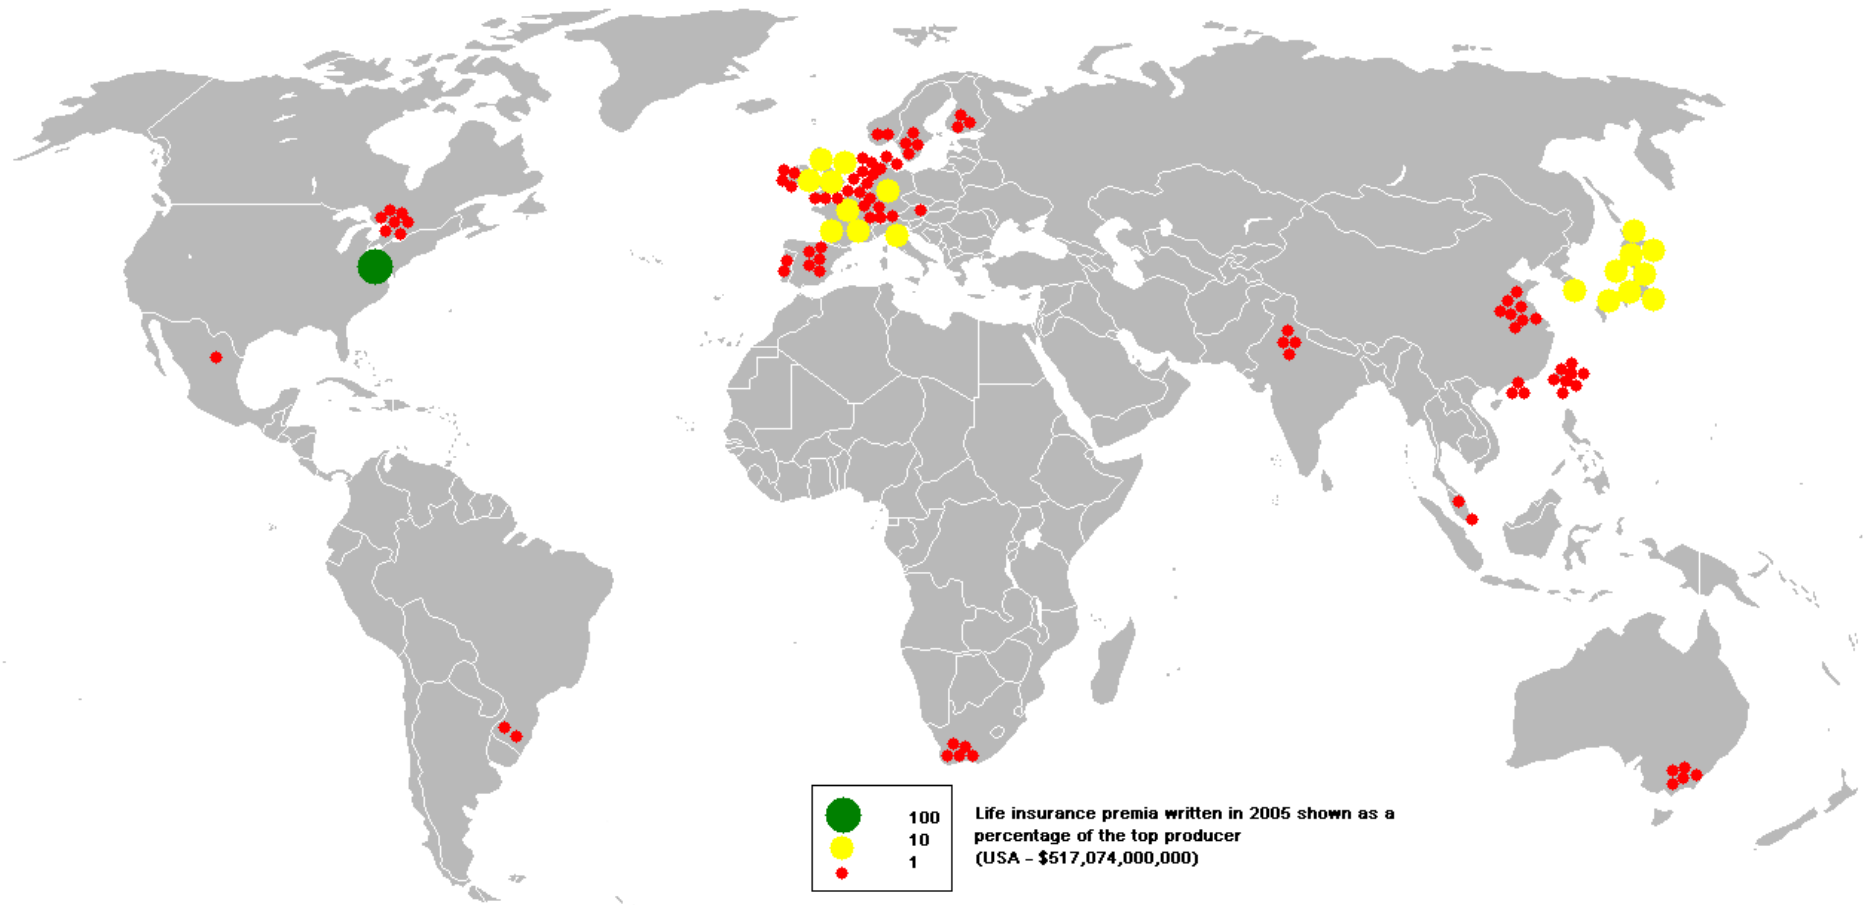 100
10
1
Life insurance premia written in 2005 shown as a
percentage of the top producer
(USA - $517,074,000,000)